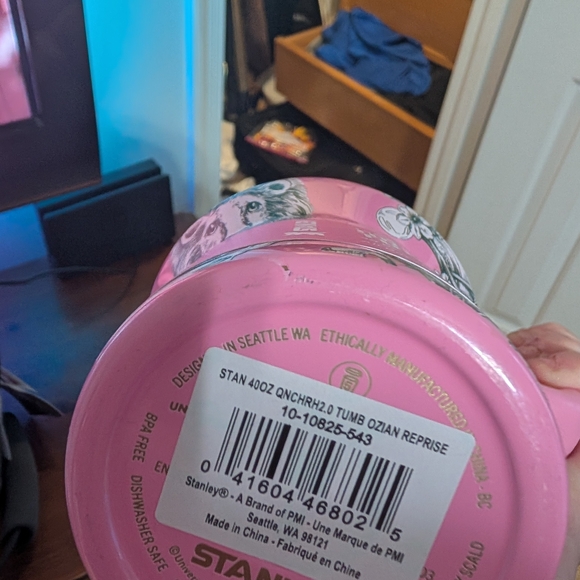 IN SEATTLE WA ETHICALLY MANUFACTURED
BPA FREE
DISHWASHER SAFE
STAN 40OZ QNCHRH2.0 TUMB OZIAN REPRISE
10-10825-543
0 41604 46802 5
Stanley® - A Brand of PMI - Une Marque de PMI
Seattle, WA 98121
Made in China - Fabriqué en Chine